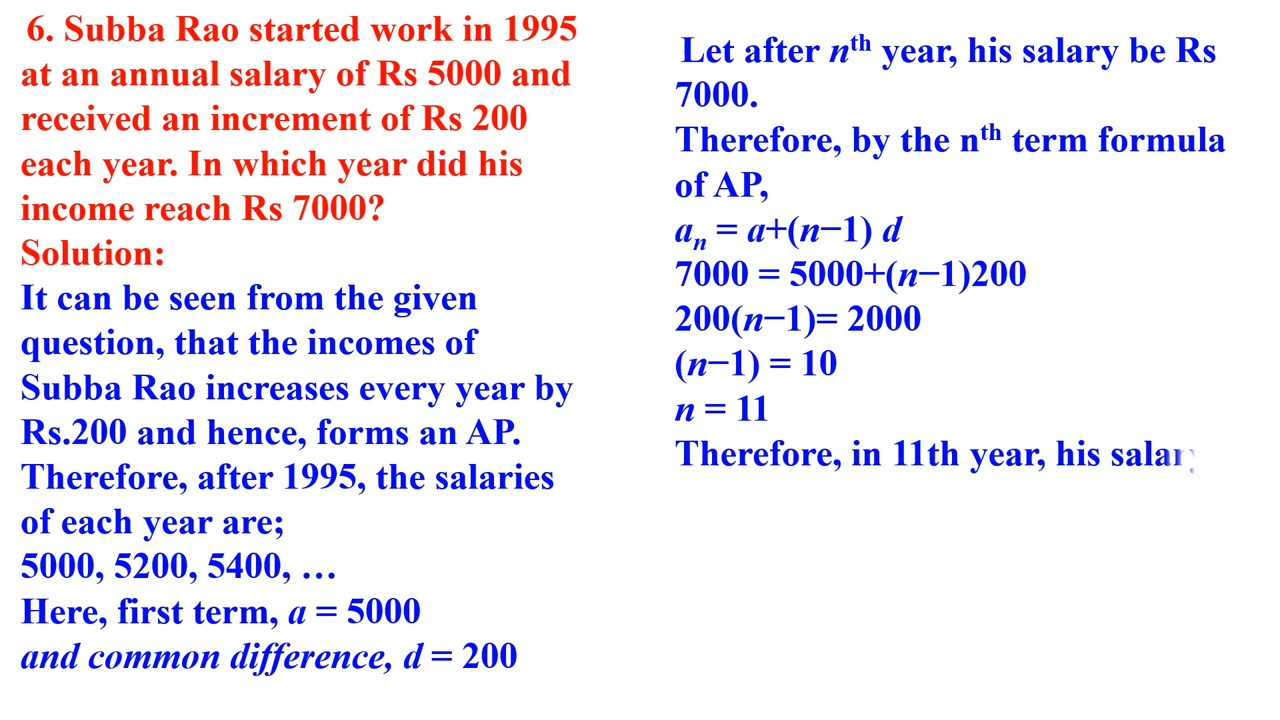 6. Subba Rao started work in 1995
at an annual salary of Rs 5000 and
received an increment of Rs 200
each year. In which year did his
income reach Rs 7000?
Solution:
It can be seen from the given
question, that the incomes of
Subba Rao increases every year by
Rs.200 and hence, forms an AP.
Therefore, after 1995, the salaries
of each year are;
5000, 5200, 5400, …
Here, first term, a = 5000
and common difference, d = 200
Let after nth year, his salary be Rs
7000.
Therefore, by the nth term formula
of AP,
an = a+(n−1) d
7000 = 5000+(n−1)200
200(n−1)= 2000
(n−1) = 10
n = 11
Therefore, in 11th year, his salary